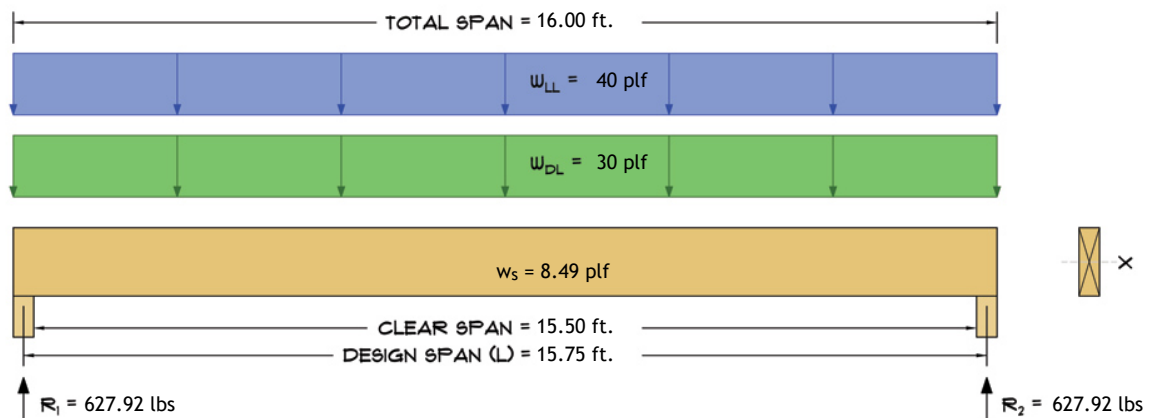 TOTAL SPAN = 16.00 ft.
WLL = 40 plf
WDL = 30 plf
ws = 8.49 plf
X
CLEAR SPAN = 15.50 ft.
DESIGN SPAN (L) = 15.75 ft.
R1 = 627.92 lbs
R2 = 627.92 lbs